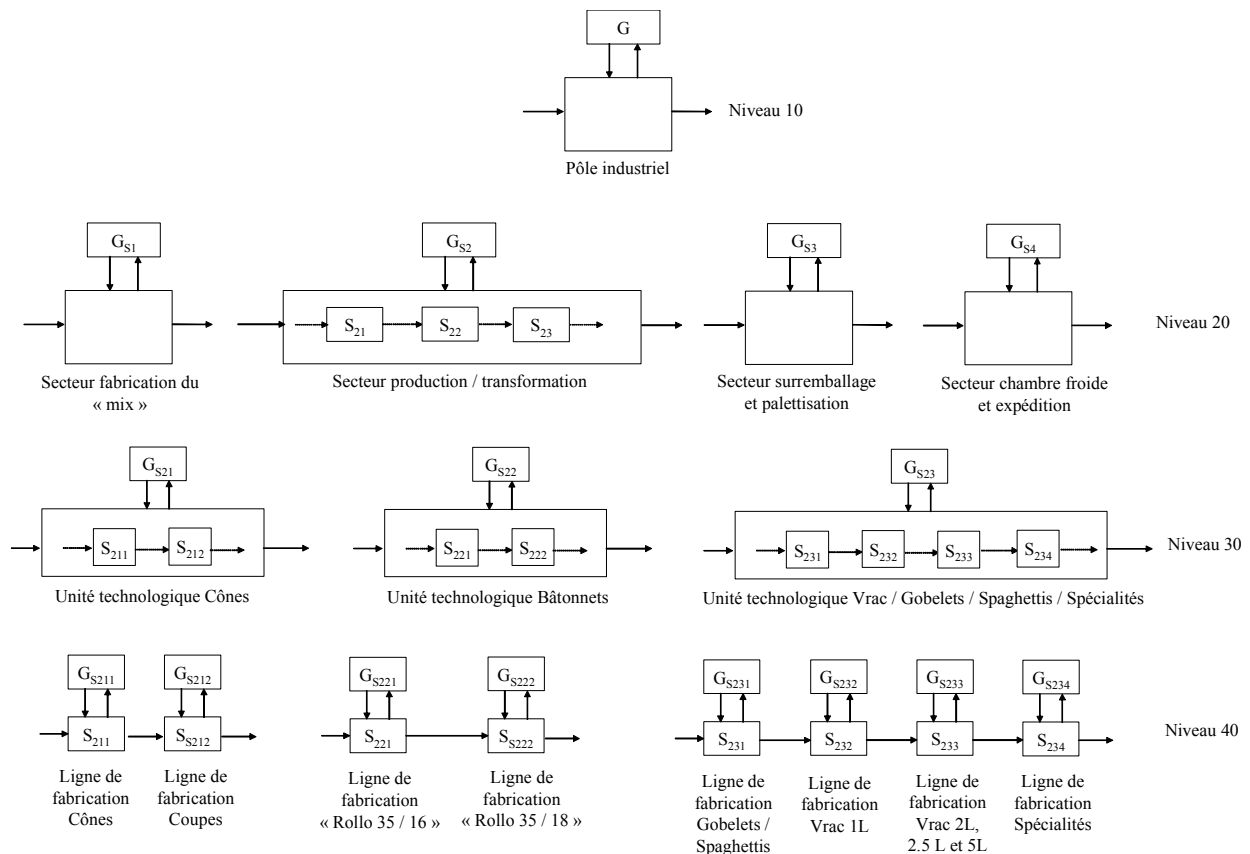 G
Niveau 10
Pôle industriel
GS1
GS2
GS3
GS4
S21
S22
S23
Niveau 20
Secteur fabrication du
« mix »
Secteur production / transformation
Secteur surremballage
et palettisation
Secteur chambre froide
et expédition
GS21
GS22
GS23
S211
S212
S221
S222
S231
S232
S233
S234
Niveau 30
Unité technologique Cônes
Unité technologique Bâtonnets
Unité technologique Vrac / Gobelets / Spaghettis / Spécialités
GS211
GS212
GS221
GS222
GS231
GS232
GS233
GS234
S211
SS212
S221
SS222
S231
S232
S233
S234
Niveau 40
Ligne de
fabrication
Cônes
Ligne de
fabrication
Coupes
Ligne de
fabrication
« Rollo 35 / 16 »
Ligne de
fabrication
« Rollo 35 / 18 »
Ligne de
fabrication
Gobelets /
Spaghettis
Ligne de
fabrication
Vrac 1L
Ligne de
fabrication
Vrac 2L,
2.5 L et 5L
Ligne de
fabrication
Spécialités